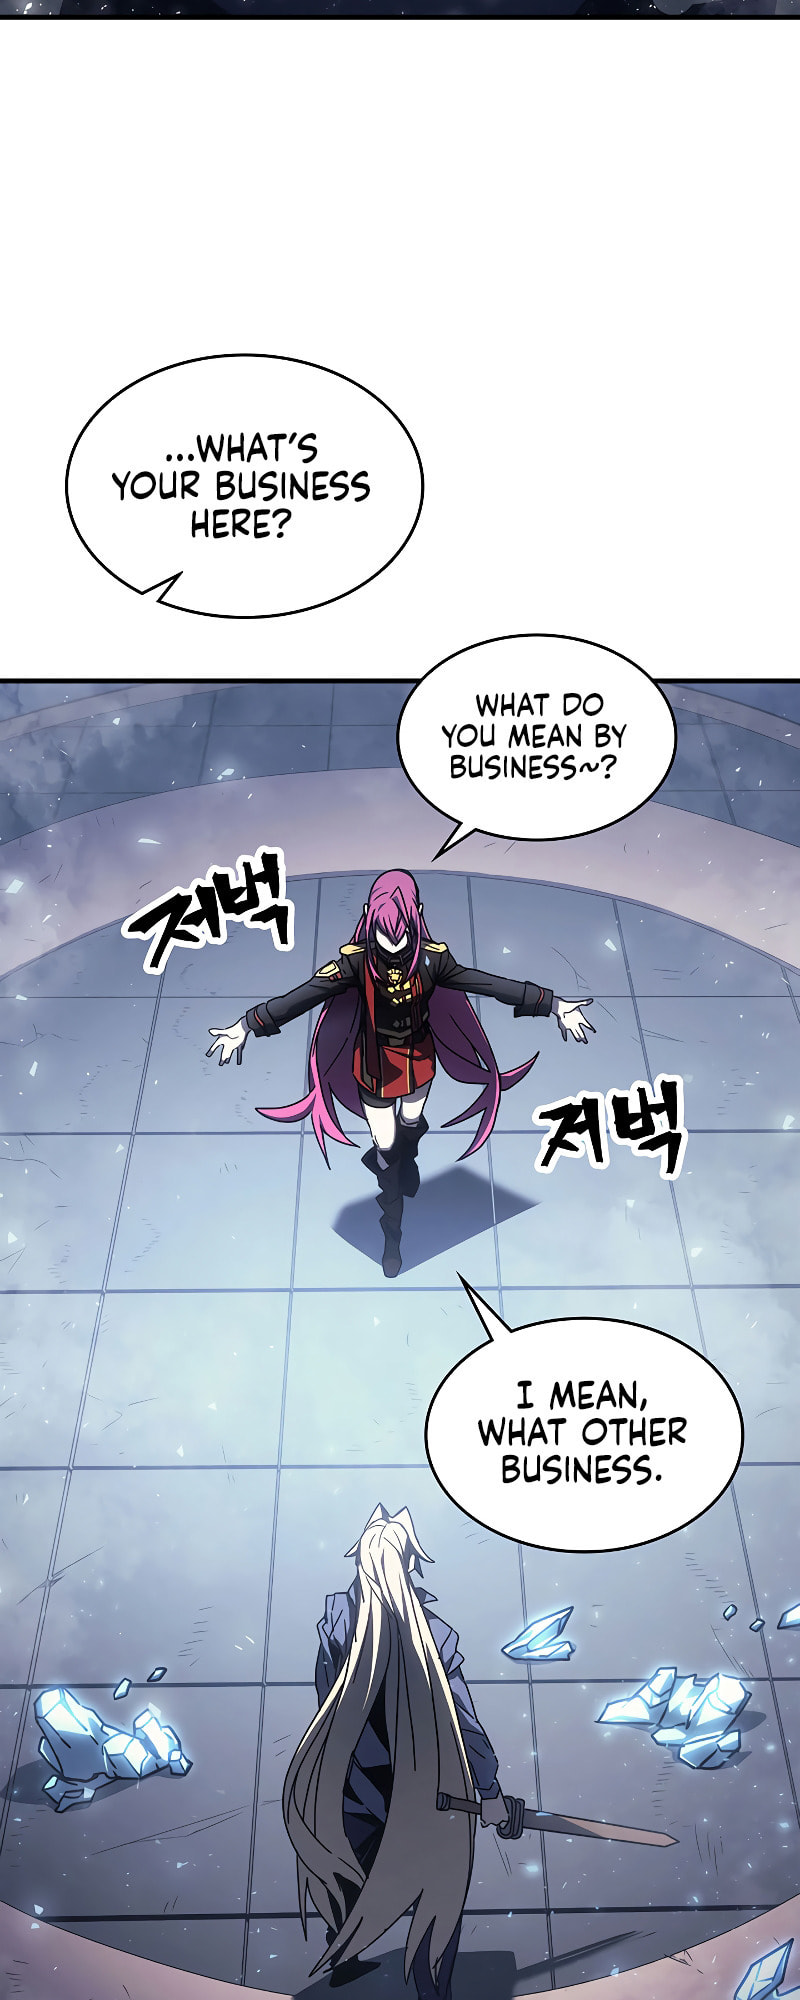 ...WHAT'S
YOUR BUSINESS
HERE?
WHAT DO
YOU MEAN BY
BUSINESS~?
저벅
저벅
I MEAN,
WHAT OTHER
BUSINESS.